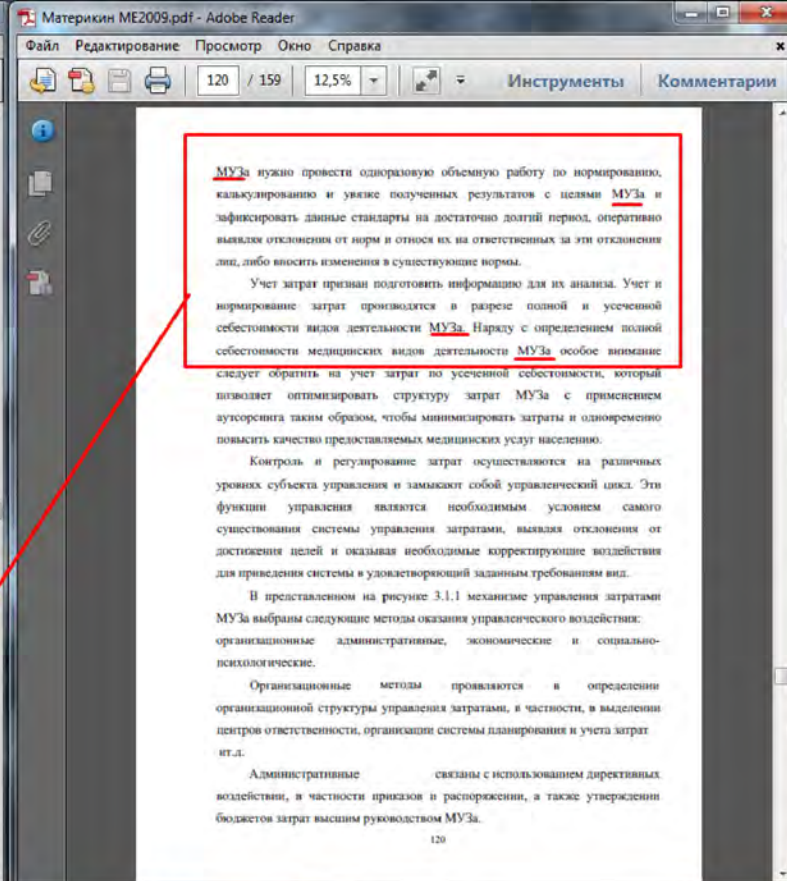 Материкин МЕ2009.pdf - Adobe Reader
Файл Редактирование Просмотр Окно Справка
120 / 159 12,5% Инструменты Комментарии
МУЗа нужно провести одноразовую объемную работу по нормированию,
калькулированию и увязке полученных результатов с целями МУЗа и
зафиксировать данные стандарты на достаточно долгий период, оперативно
выявляя отклонения от норм и относя их на ответственных за эти отклонения
лиц, либо вносить изменения в существующие нормы.
Учет затрат призван подготовить информацию для их анализа. Учет и
нормирование затрат производятся в разрезе полной и усеченной
себестоимости видов деятельности МУЗа. Наряду с определением полной
себестоимости медицинских видов деятельности МУЗа особое внимание
следует обратить на учет затрат по усеченной себестоимости, который
позволяет оптимизировать структуру затрат МУЗа с применением
аутсорсинга таким образом, чтобы минимизировать затраты и одновременно
повысить качество предоставляемых медицинских услуг населению.
Контроль и регулирование затрат осуществляются на различных
уровнях субъекта управления и замыкают собой управленческий цикл. Эти
функции управления являются необходимым условием самого
существования системы управления затратами, выявляя отклонения от
достижения целей и оказывая необходимые корректирующие воздействия
для приведения системы в удовлетворяющий заданным требованиям вид.
В представленном на рисунке 3.1.1 механизме управления затратами
МУЗа выбраны следующие методы оказания управленческого воздействия:
организационные административные, экономические и социально-
психологические.
Организационные методы проявляются в определении
организационной структуры управления затратами, в частности, в выделении
центров ответственности, организации системы планирования и учета затрат
ит.д.
Административные связаны с использованием директивных
воздействии, в частности приказов и распоряжении, а также утверждении
бюджетов затрат высшим руководством МУЗа.
120